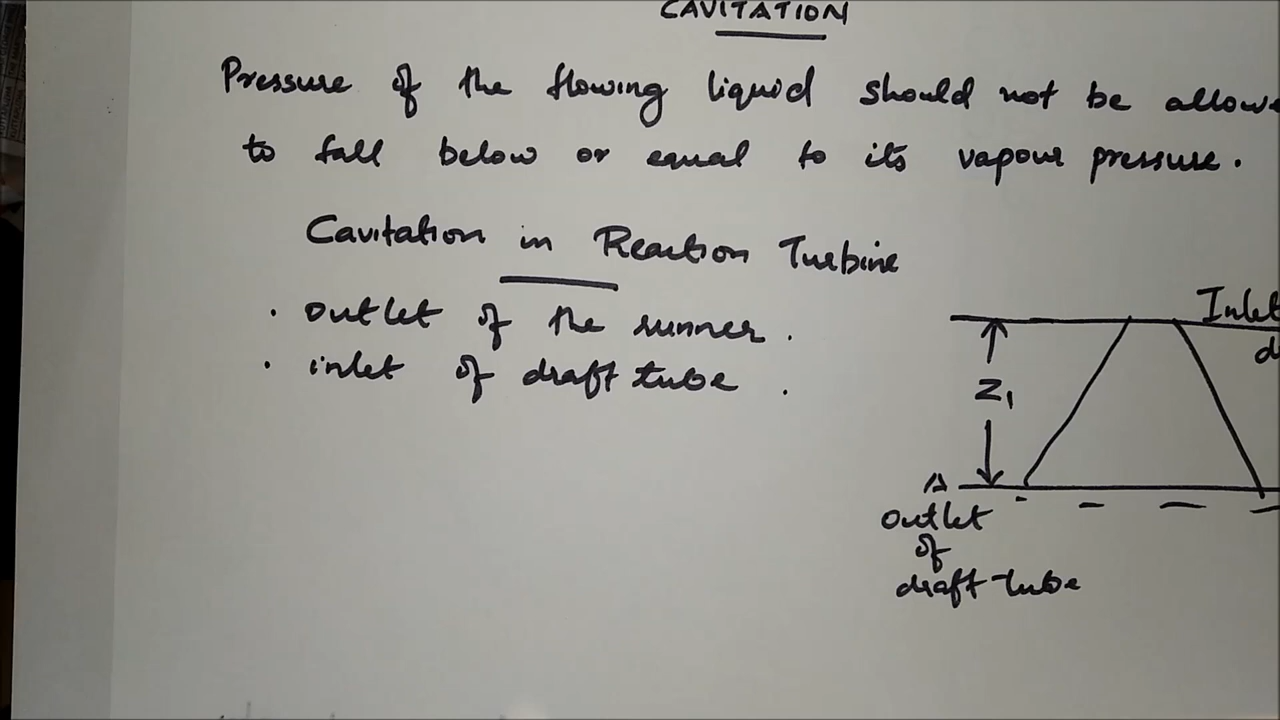 CAVITATION
Pressure of the flowing liquid should not be allowe
to fall below or equal to its vapour pressure.
Cavitation in Reaction Turbine
· outlet of the runner.
· inlet of draft tube.
Inlet
d
Z₁
A
Outlet
of
draft tube